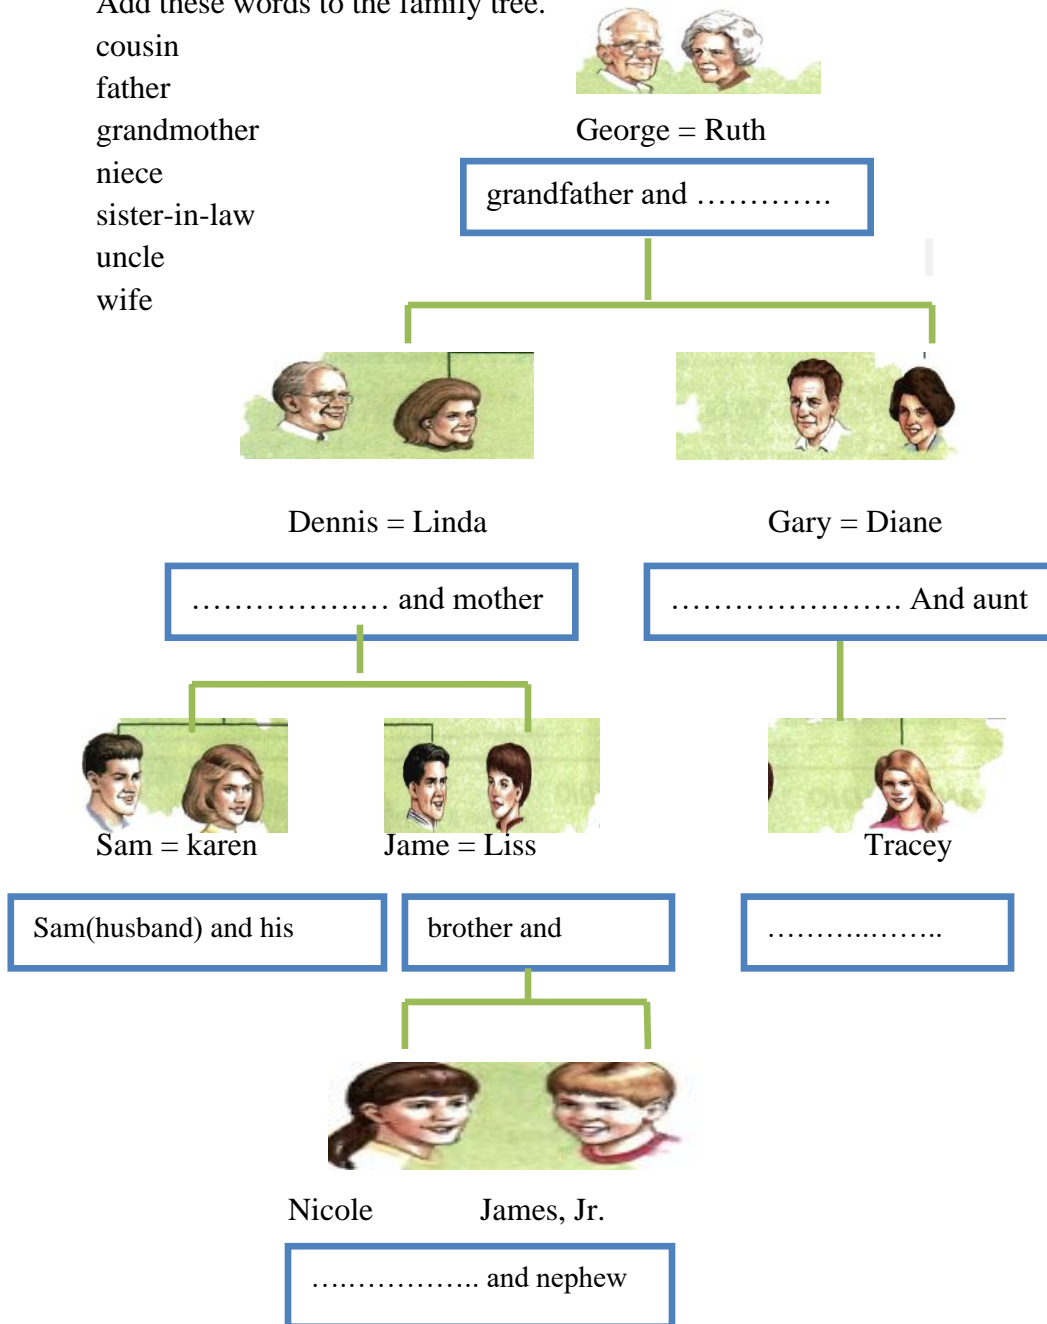 Add these words to the family tree.
cousin
father
grandmother
niece
sister-in-law
uncle
wife
George = Ruth
grandfather and ………….
Dennis = Linda
Gary = Diane
……………..… and mother
…………………. And aunt
Sam = karen
Jame = Liss
Tracey
Sam(husband) and his
brother and
………..……..
Nicole
James, Jr.
….………….. and nephew